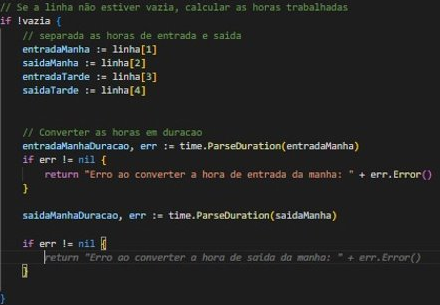 // Se a linha não estiver vazia, calcular as horas trabalhadas
if !vazia {
// separada as horas de entrada e saida
entradaManha := linha[1]
saidaManha := linha[2]
entradaTarde := linha[3]
saidaTarde := linha[4]
// Converter as horas em duracao
entradaManhaDuracao, err := time.ParseDuration(entradaManha)
if err != nil {
return "Erro ao converter a hora de entrada da manha: " + err.Error()
}
saidaManhaDuracao, err := time.ParseDuration(saidaManha)
if err != nil {
return "Erro ao converter a hora de saida da manha: " + err.Error()
}
}